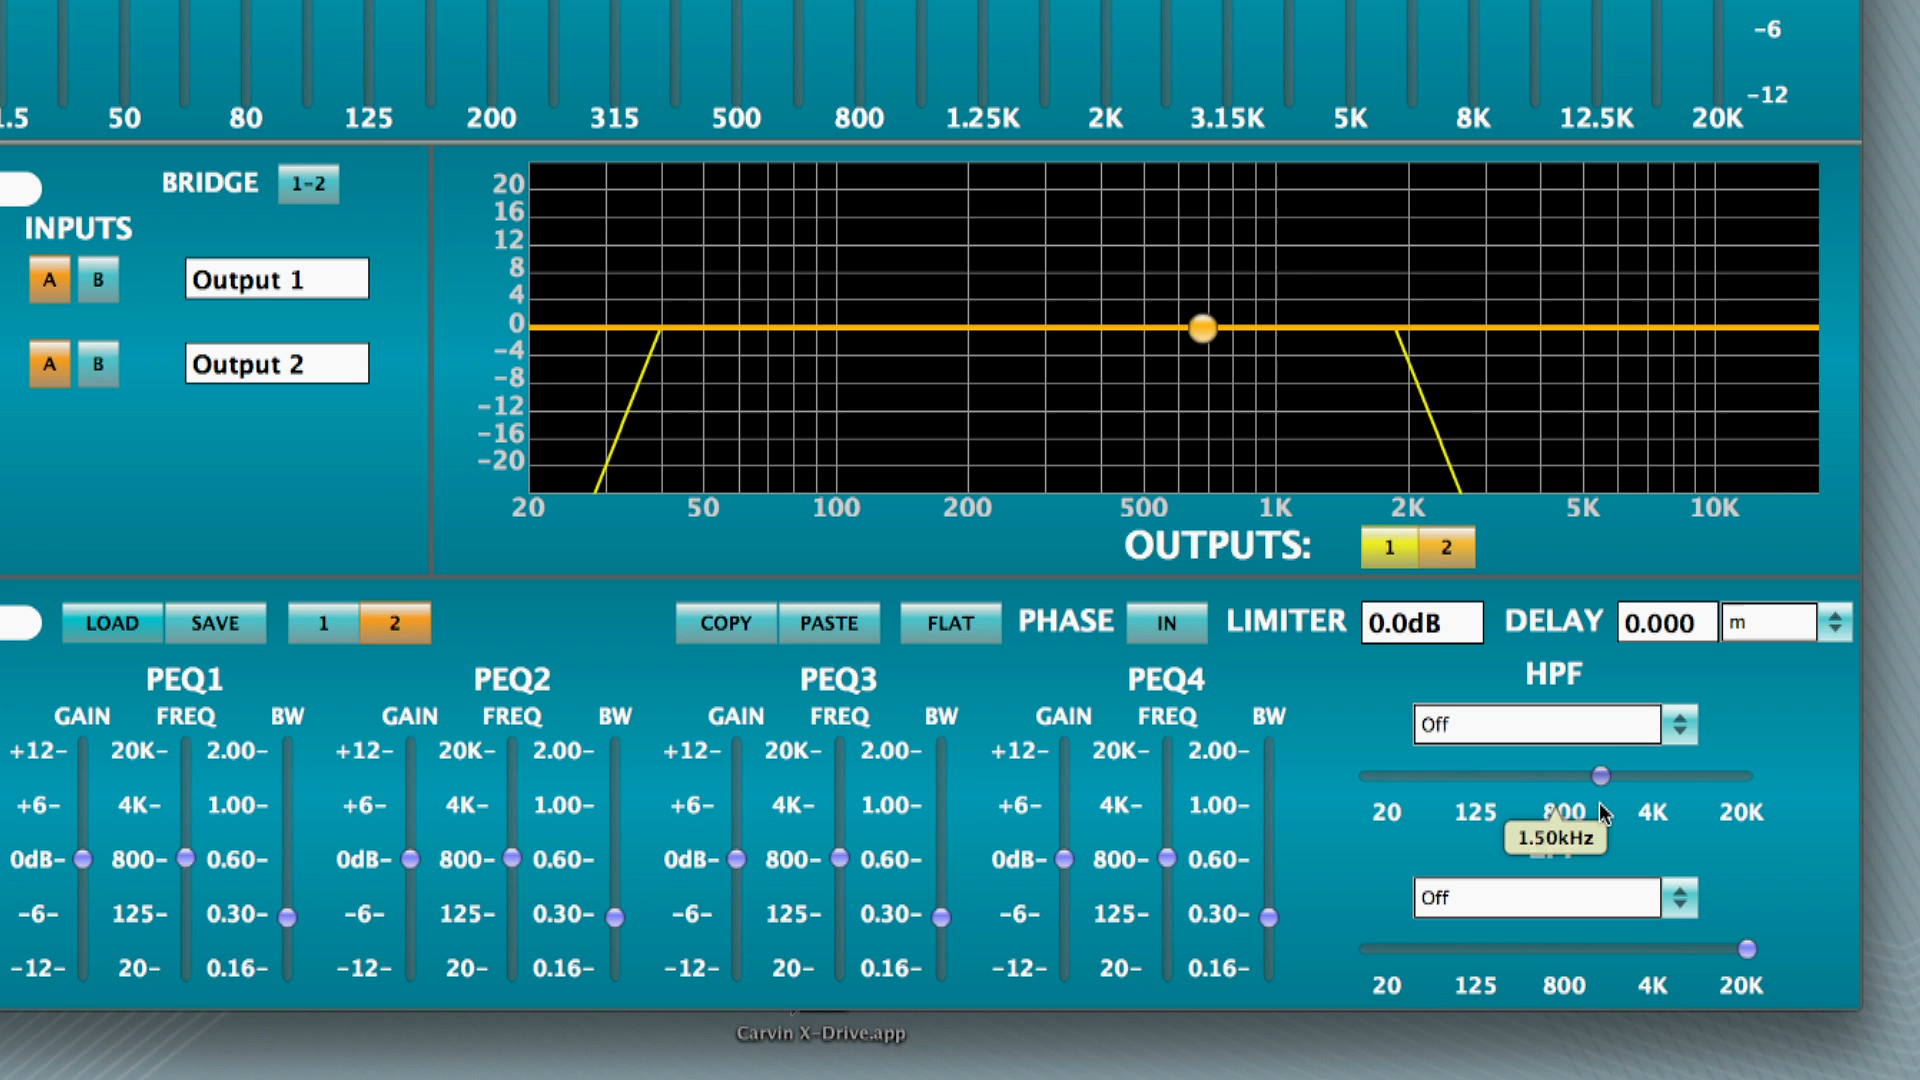 -6
-12
1.5 50 80 125 200 315 500 800 1.25K 2K 3.15K 5K 8K 12.5K 20K
BRIDGE 1-2
INPUTS
A B Output 1
A B Output 2
20
16
12
8
4
0
-4
-8
-12
-16
-20
20 50 100 200 500 1K 2K 5K 10K
OUTPUTS: 1 2
LOAD SAVE 1 2 COPY PASTE FLAT PHASE IN LIMITER 0.0dB DELAY 0.000 m
PEQ1 PEQ2 PEQ3 PEQ4 HPF
GAIN FREQ BW GAIN FREQ BW GAIN FREQ BW GAIN FREQ BW
Off
+12- 20K- 2.00- +12- 20K- 2.00- +12- 20K- 2.00- +12- 20K- 2.00-
+6- 4K- 1.00- +6- 4K- 1.00- +6- 4K- 1.00- +6- 4K- 1.00-
20 125 800 4K 20K
1.50kHz
0dB- 800- 0.60- 0dB- 800- 0.60- 0dB- 800- 0.60- 0dB- 800- 0.60-
Off
-6- 125- 0.30- -6- 125- 0.30- -6- 125- 0.30- -6- 125- 0.30-
-12- 20- 0.16- -12- 20- 0.16- -12- 20- 0.16- -12- 20- 0.16-
20 125 800 4K 20K
Carvin X-Drive.app